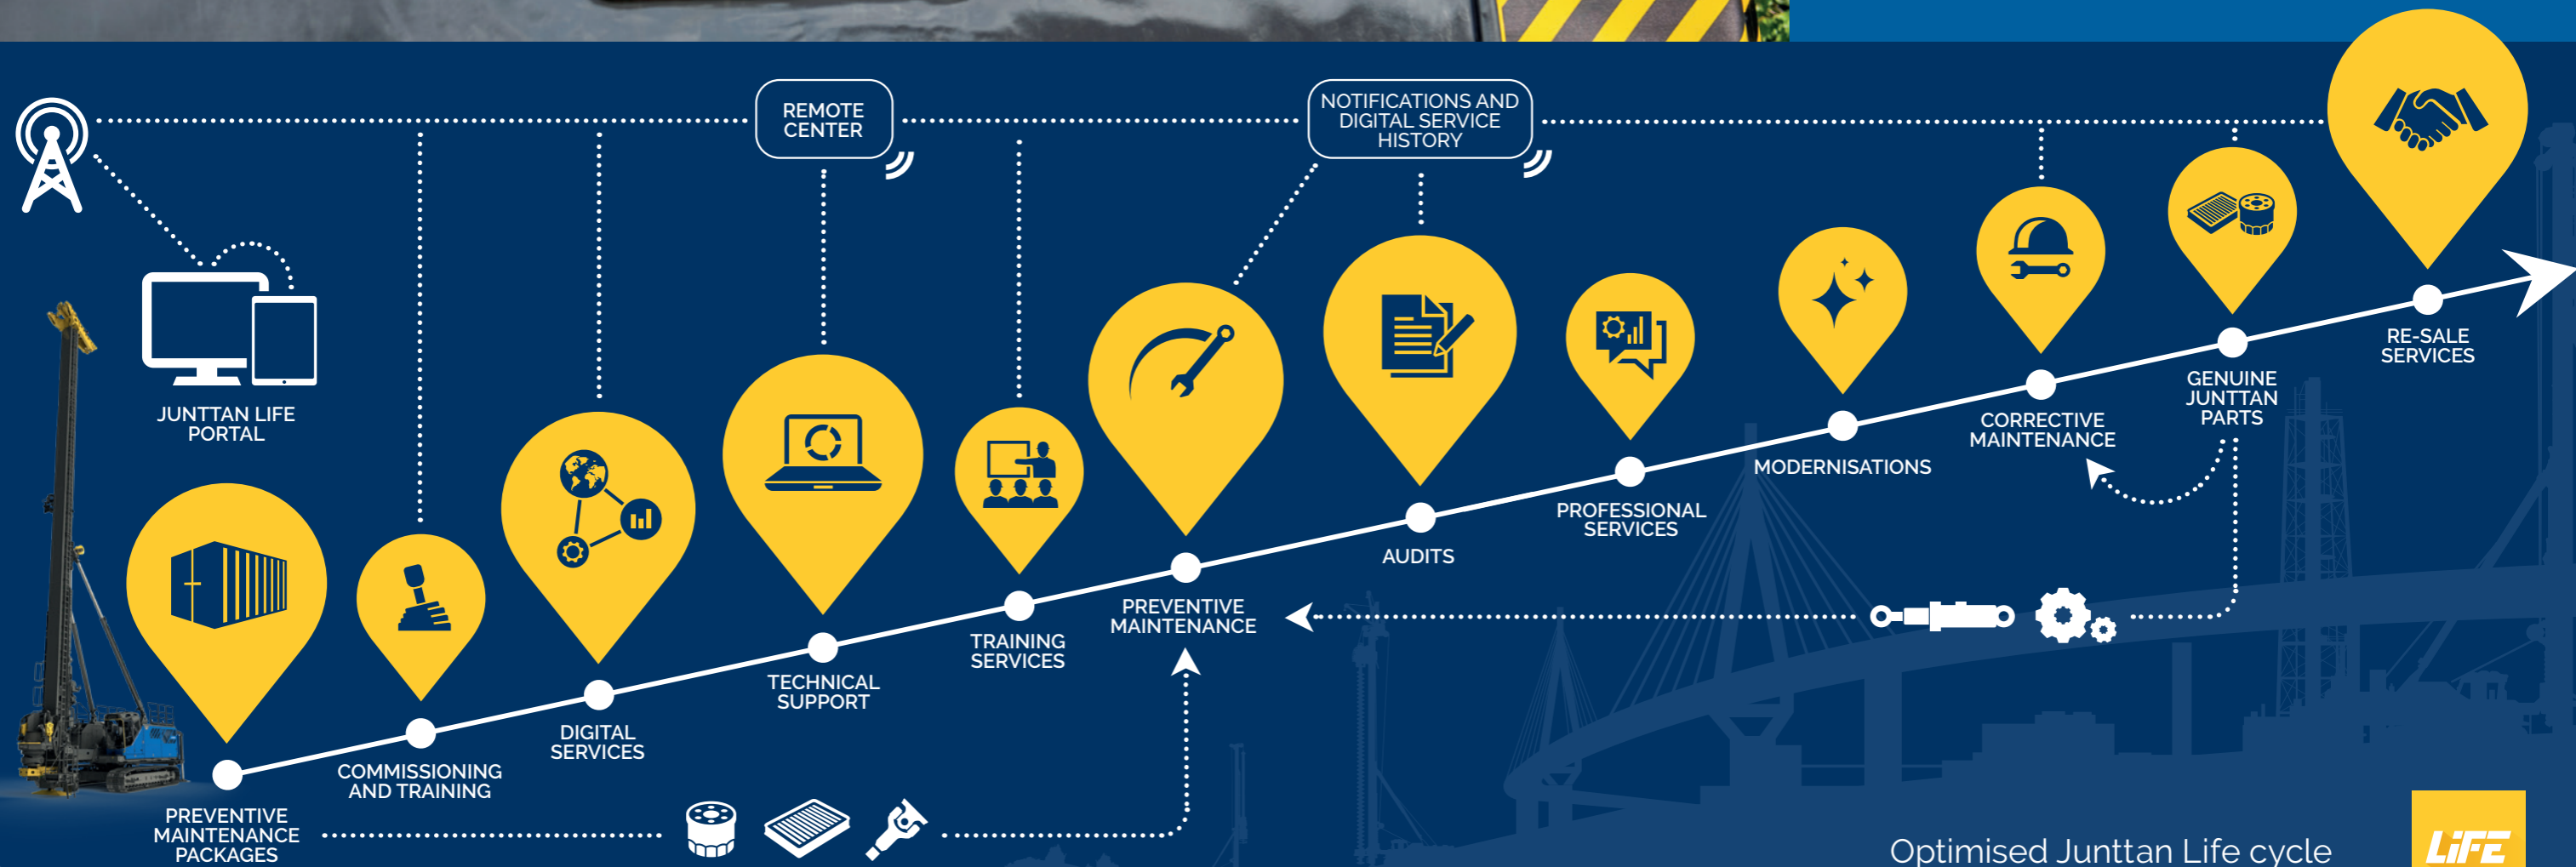 REMOTE
CENTER
NOTIFICATIONS AND
DIGITAL SERVICE
HISTORY
JUNTTAN LIFE
PORTAL
PREVENTIVE
MAINTENANCE
PACKAGES
COMMISSIONING
AND TRAINING
DIGITAL
SERVICES
TECHNICAL
SUPPORT
TRAINING
SERVICES
PREVENTIVE
MAINTENANCE
AUDITS
PROFESSIONAL
SERVICES
MODERNISATIONS
CORRECTIVE
MAINTENANCE
GENUINE
JUNTTAN
PARTS
RE-SALE
SERVICES
Optimised Junttan Life cycle
LiFE